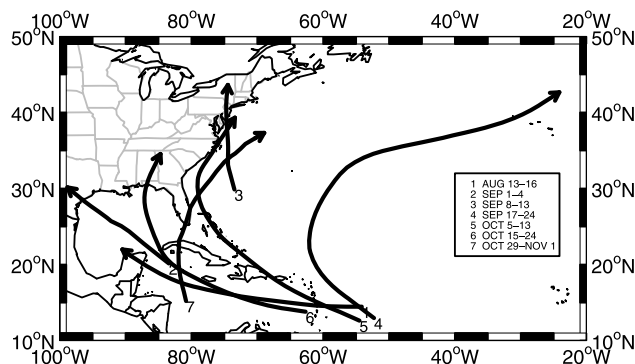 100°W 80°W 60°W 40°W 20°W
50°N 50°N
40°N 40°N
3
1 AUG 13–16
2 SEP 1–4
3 SEP 8–13
4 SEP 17–24
5 OCT 5–13
6 OCT 15–24
7 OCT 29–NOV 1
30°N 30°N
20°N 20°N
2
7
6
5 4
10°N 10°N
100°W 80°W 60°W 40°W 20°W